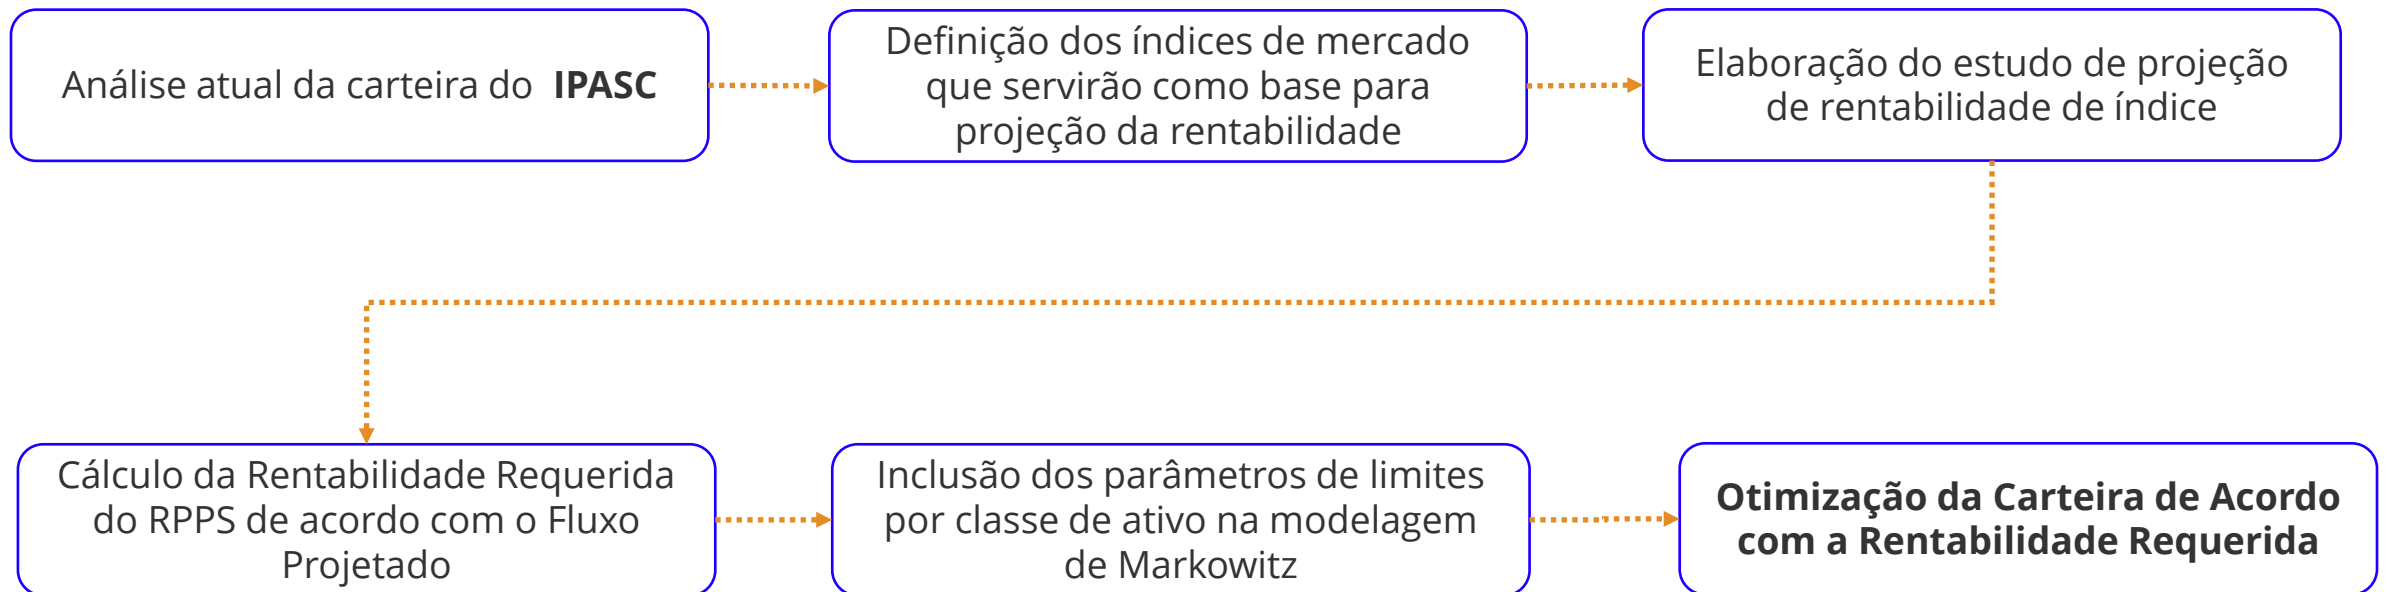 Análise atual da carteira do IPASC
Definição dos índices de mercado
que servirão como base para
projeção da rentabilidade
Elaboração do estudo de projeção
de rentabilidade de índice
Cálculo da Rentabilidade Requerida
do RPPS de acordo com o Fluxo
Projetado
Inclusão dos parâmetros de limites
por classe de ativo na modelagem
de Markowitz
Otimização da Carteira de Acordo
com a Rentabilidade Requerida